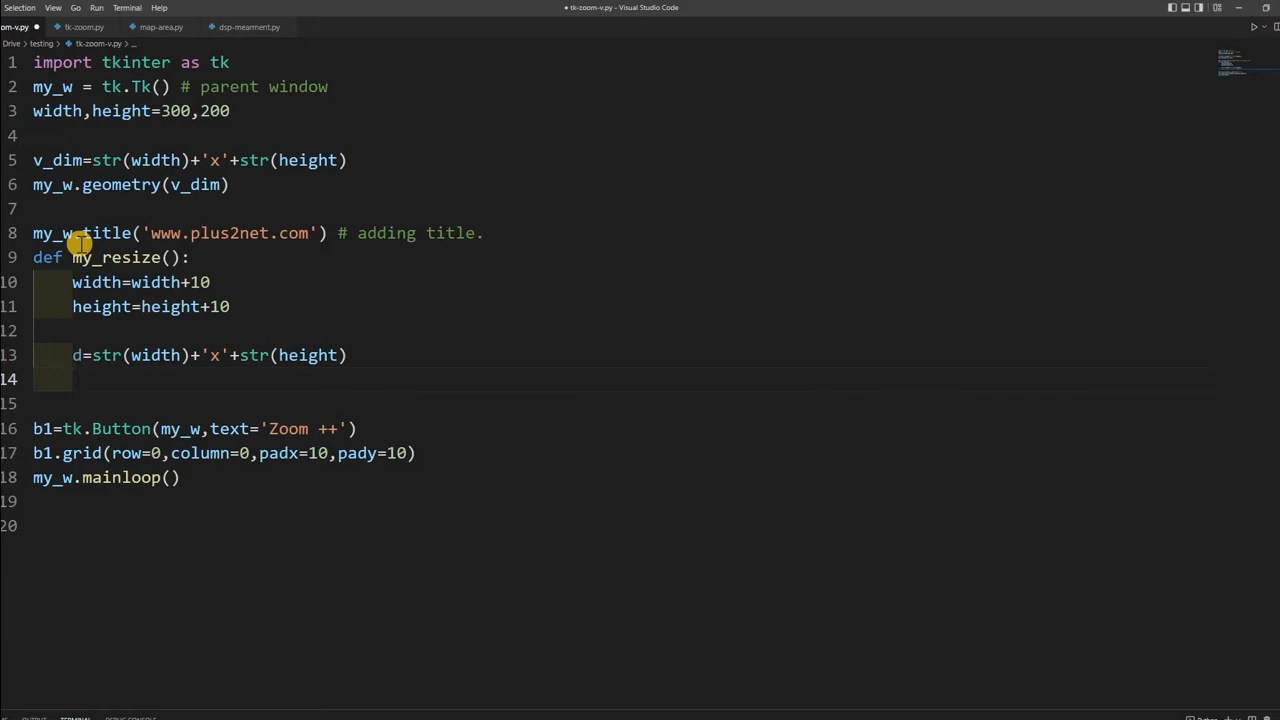 Selection View Go Run Terminal Help ● tk-zoom-v.py - Visual Studio Code
oom-v.py ● tk-zoom.py map-area.py dsp-mearment.py
Drive > testing > tk-zoom-v.py > ...
1 import tkinter as tk
2 my_w = tk.Tk() # parent window
3 width,height=300,200
4
5 v_dim=str(width)+'x'+str(height)
6 my_w.geometry(v_dim)
7
8 my_w.title('www.plus2net.com') # adding title.
9 def my_resize():
10     width=width+10
11     height=height+10
12
13     d=str(width)+'x'+str(height)
14
15
16 b1=tk.Button(my_w,text='Zoom ++')
17 b1.grid(row=0,column=0,padx=10,pady=10)
18 my_w.mainloop()
19
20